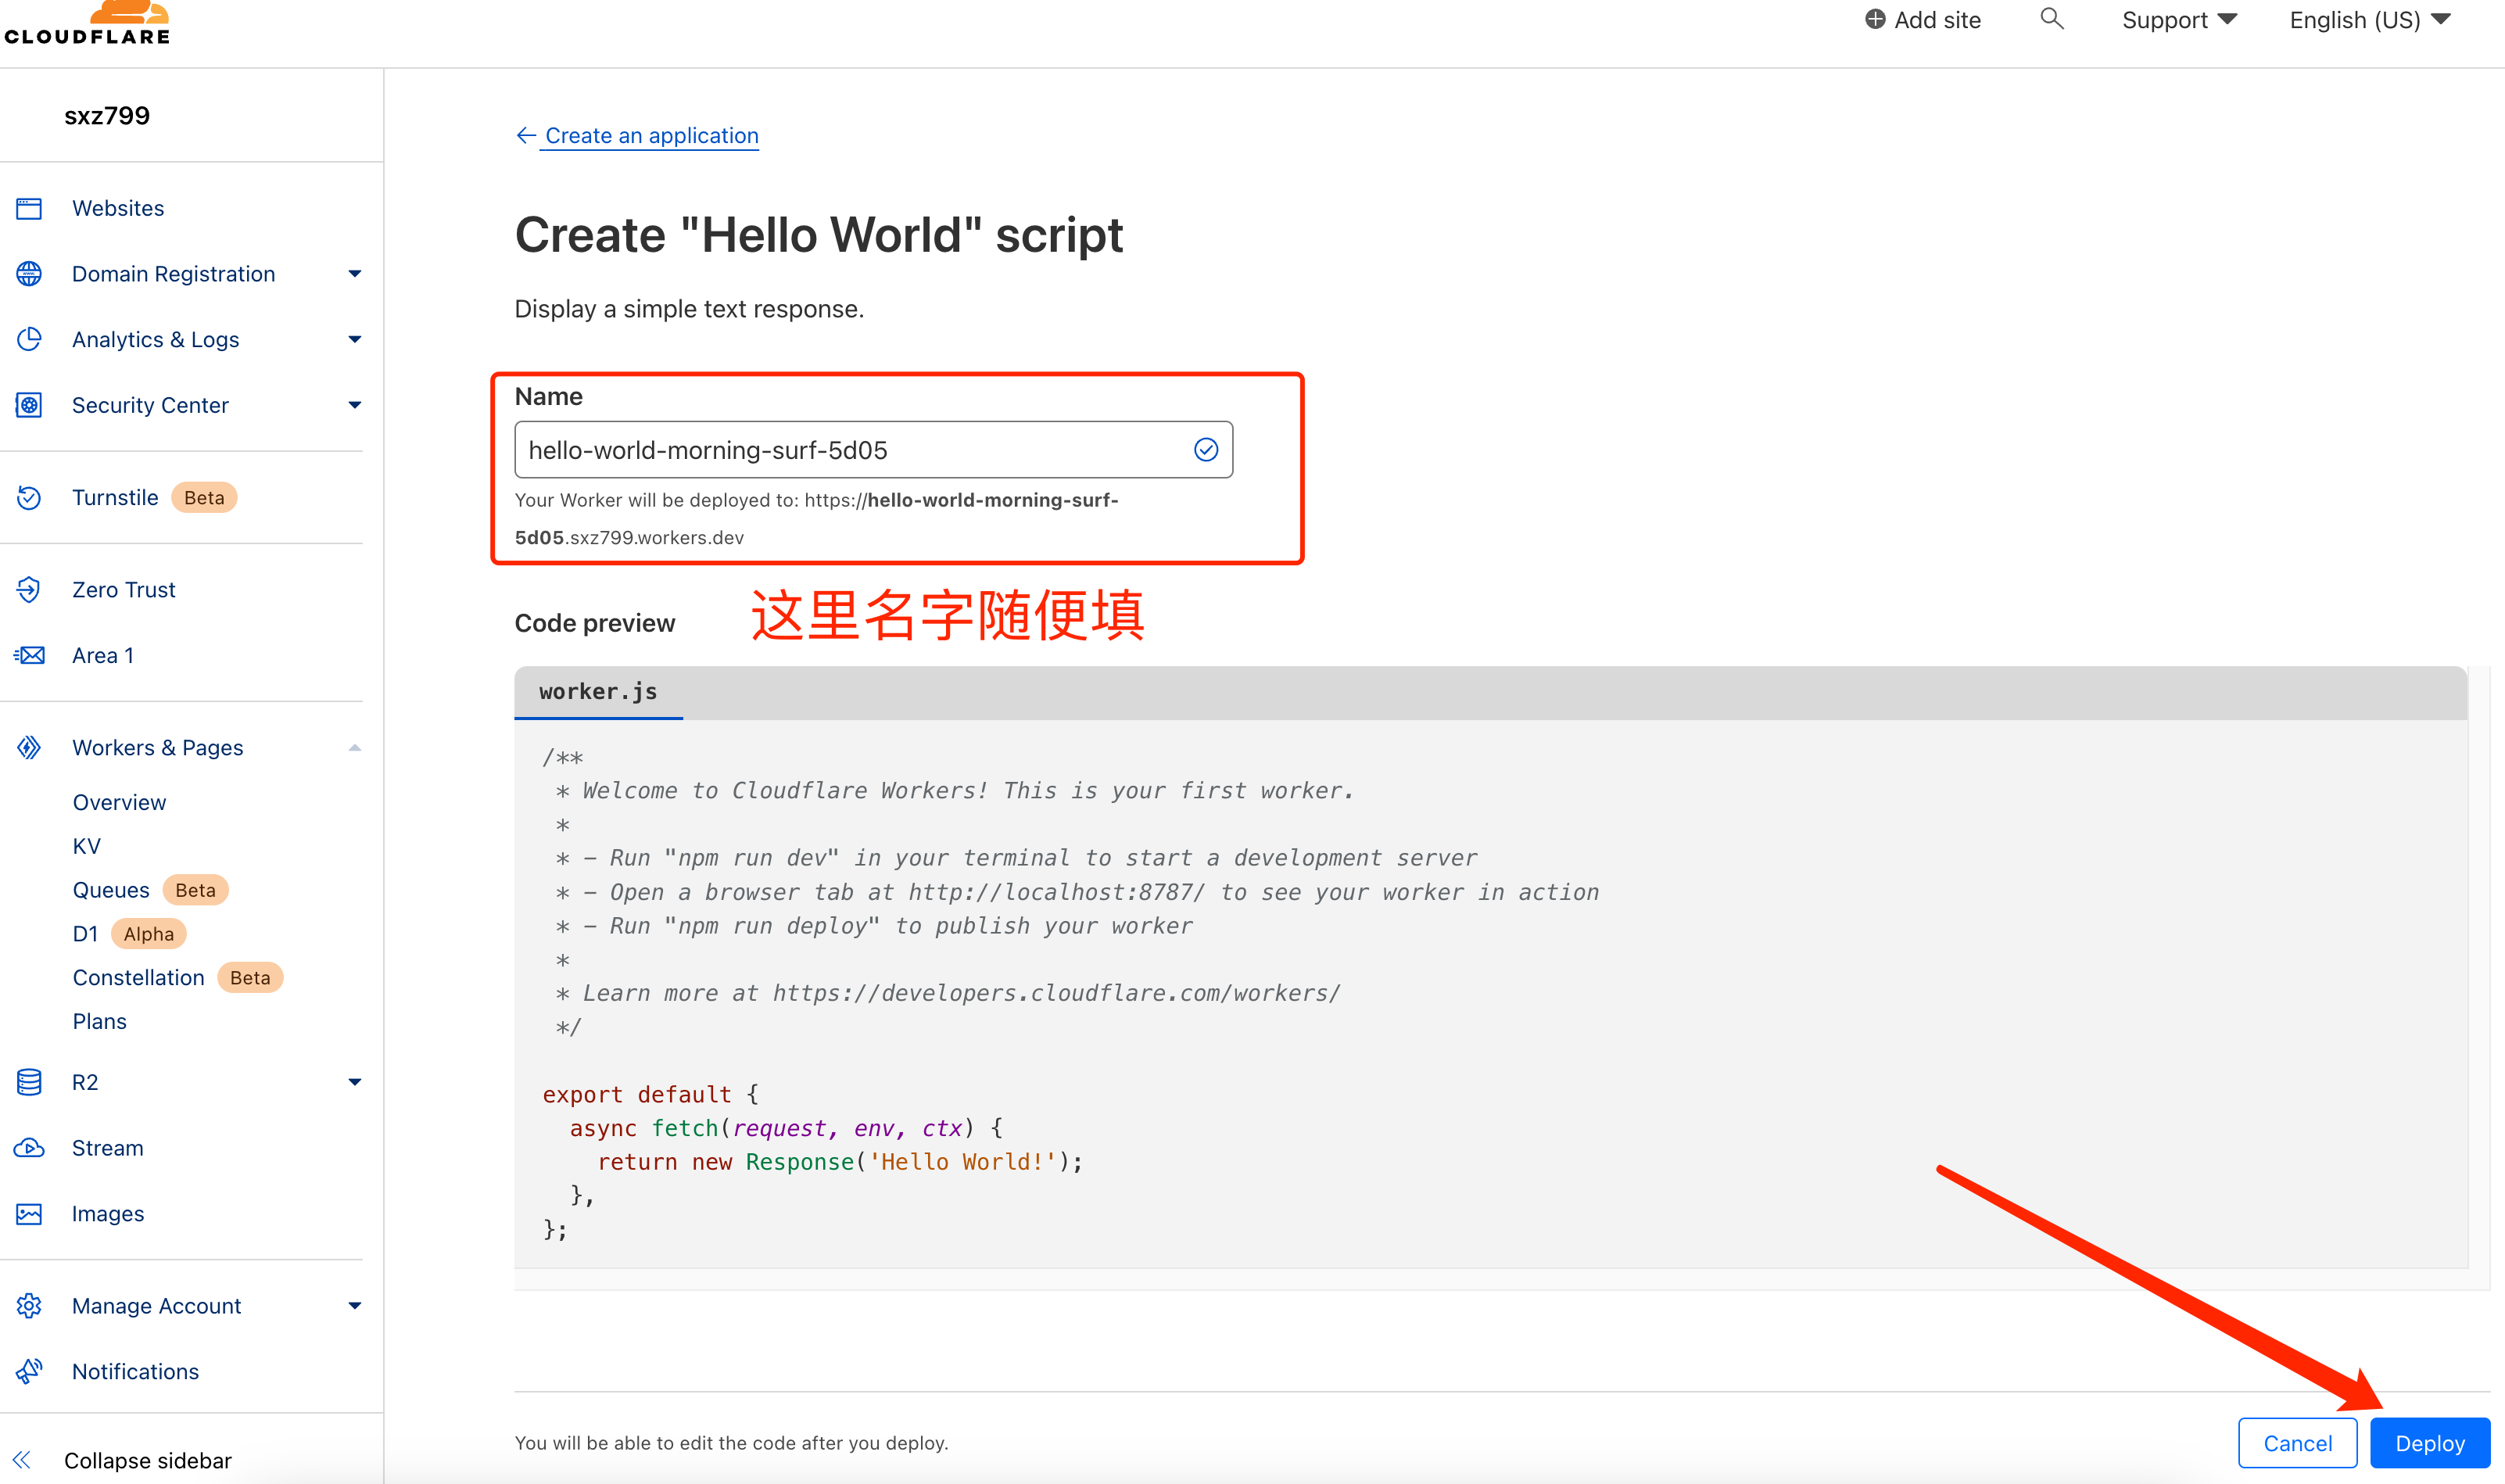 CLOUDFLARE
Add site
Support
English (US)
sxz799
Websites
Domain Registration
Analytics & Logs
Security Center
Turnstile Beta
Zero Trust
Area 1
Workers & Pages
Overview
KV
Queues Beta
D1 Alpha
Constellation Beta
Plans
R2
Stream
Images
Manage Account
Notifications
Collapse sidebar
← Create an application
Create "Hello World" script
Display a simple text response.
Name
hello-world-morning-surf-5d05
Your Worker will be deployed to: https://hello-world-morning-surf-
5d05.sxz799.workers.dev
这里名字随便填
Code preview
worker.js
/**
 * Welcome to Cloudflare Workers! This is your first worker.
 *
 * - Run "npm run dev" in your terminal to start a development server
 * - Open a browser tab at http://localhost:8787/ to see your worker in action
 * - Run "npm run deploy" to publish your worker
 *
 * Learn more at https://developers.cloudflare.com/workers/
 */
export default {
  async fetch(request, env, ctx) {
    return new Response('Hello World!');
  },
};
You will be able to edit the code after you deploy.
Cancel
Deploy